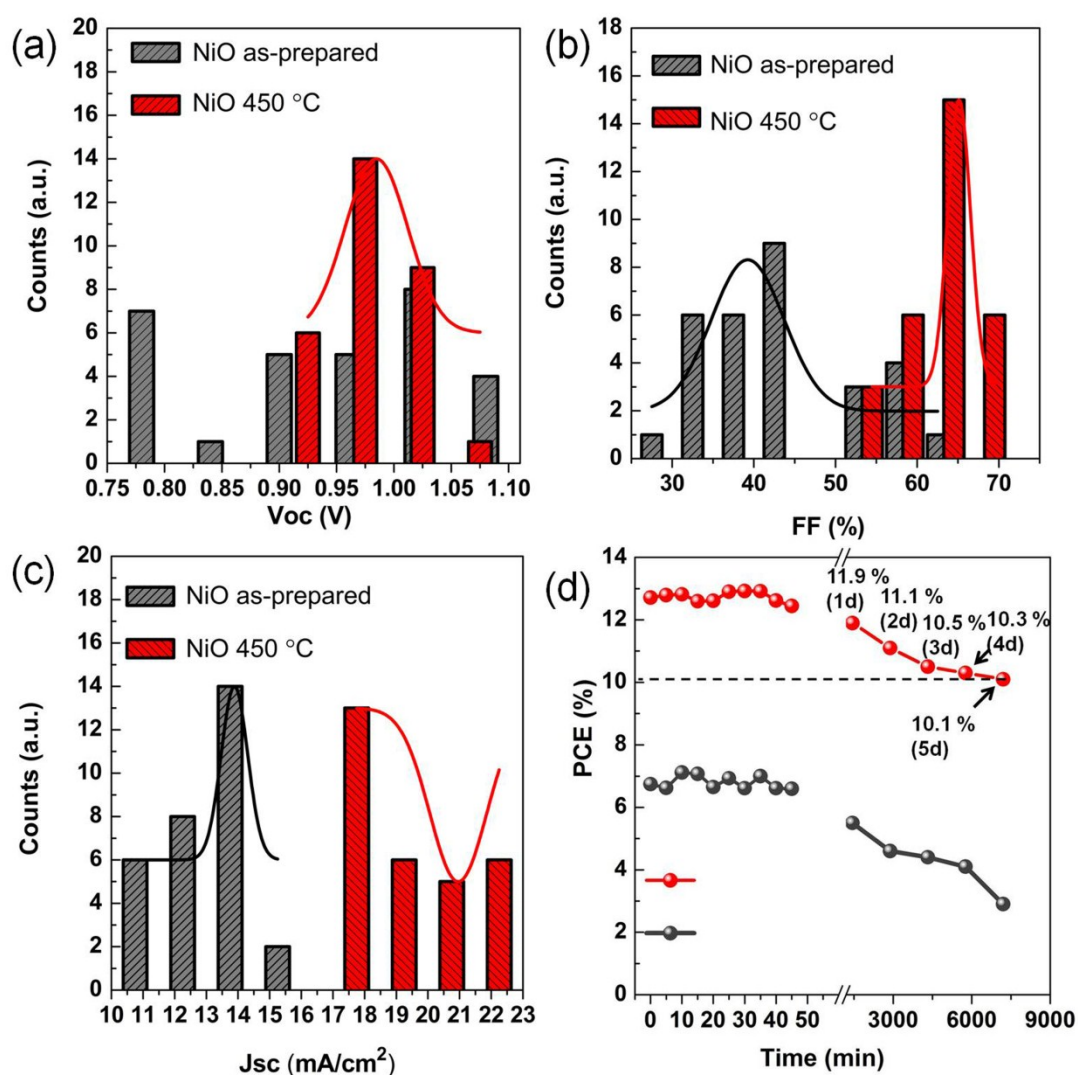 (a)
20
18
16
14
12
10
8
6
4
2
0
Counts (a.u.)
NiO as-prepared
NiO 450 °C
0.75 0.80 0.85 0.90 0.95 1.00 1.05 1.10
Voc (V)
(b)
18
16
14
12
10
8
6
4
2
0
Counts (a.u.)
NiO as-prepared
NiO 450 °C
30 40 50 60 70
FF (%)
(c)
20
18
16
14
12
10
8
6
4
2
0
Counts (a.u.)
NiO as-prepared
NiO 450 °C
10 11 12 13 14 15 16 17 18 19 20 21 22 23
Jsc (mA/cm²)
(d)
14
12
10
8
6
4
2
0
PCE (%)
11.9 %
(1d)
11.1 %
(2d)
10.5 %
(3d)
10.3 %
(4d)
10.1 %
(5d)
0 10 20 30 40 50 3000 6000 9000
Time (min)